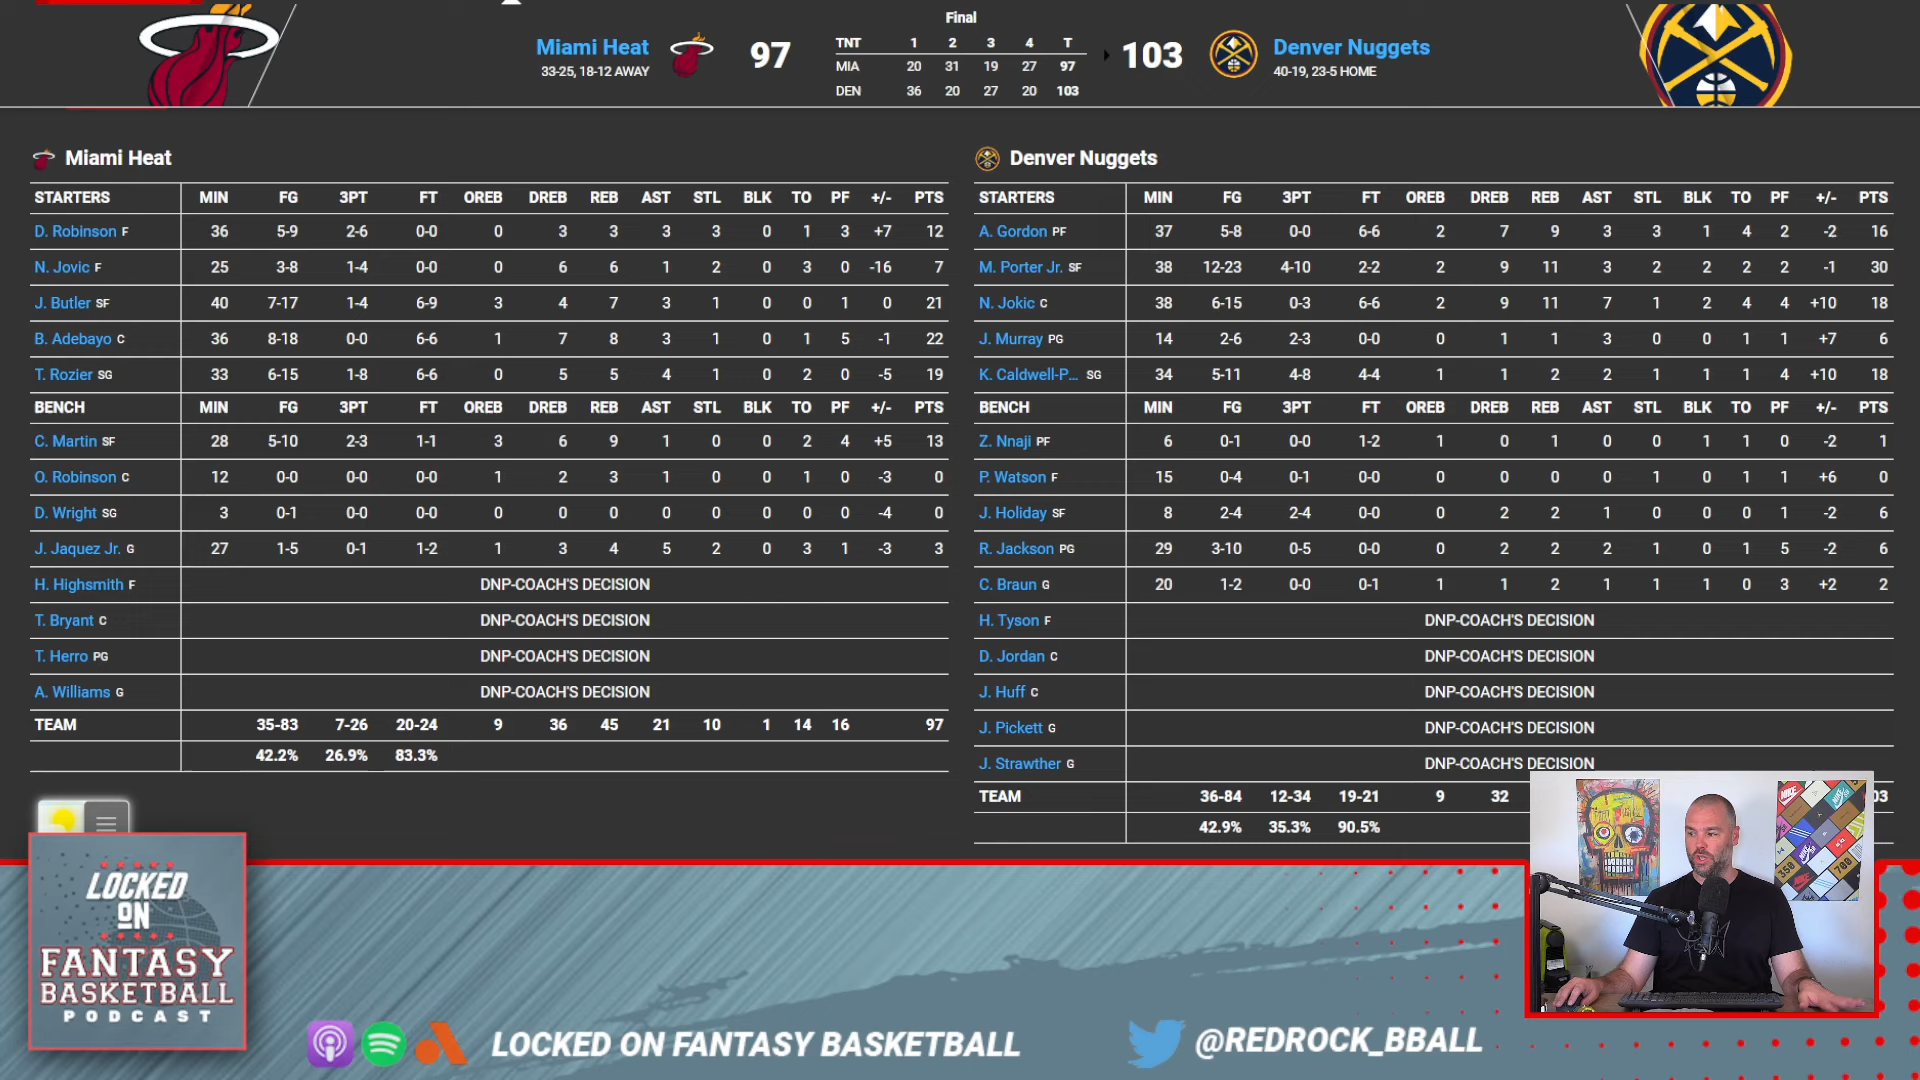 Final
Miami Heat 97 TNT 1 2 3 4 T 103 Denver Nuggets
33-25, 18-12 AWAY MIA 20 31 19 27 97 40-19, 23-5 HOME
DEN 36 20 27 20 103
Miami Heat
STARTERS MIN FG 3PT FT OREB DREB REB AST STL BLK TO PF +/- PTS
D. Robinson F 36 5-9 2-6 0-0 0 3 3 3 3 0 1 3 +7 12
N. Jovic F 25 3-8 1-4 0-0 0 6 6 1 2 0 3 0 -16 7
J. Butler SF 40 7-17 1-4 6-9 3 4 7 3 1 0 0 1 0 21
B. Adebayo C 36 8-18 0-0 6-6 1 7 8 3 1 0 1 5 -1 22
T. Rozier SG 33 6-15 1-8 6-6 0 5 5 4 1 0 2 0 -5 19
BENCH MIN FG 3PT FT OREB DREB REB AST STL BLK TO PF +/- PTS
C. Martin SF 28 5-10 2-3 1-1 3 6 9 1 0 0 2 4 +5 13
O. Robinson C 12 0-0 0-0 0-0 1 2 3 1 0 0 1 0 -3 0
D. Wright SG 3 0-1 0-0 0-0 0 0 0 0 0 0 0 0 -4 0
J. Jaquez Jr. G 27 1-5 0-1 1-2 1 3 4 5 2 0 3 1 -3 3
H. Highsmith F DNP-COACH'S DECISION
T. Bryant C DNP-COACH'S DECISION
T. Herro PG DNP-COACH'S DECISION
A. Williams G DNP-COACH'S DECISION
TEAM 35-83 7-26 20-24 9 36 45 21 10 1 14 16 97
42.2% 26.9% 83.3%
Denver Nuggets
STARTERS MIN FG 3PT FT OREB DREB REB AST STL BLK TO PF +/- PTS
A. Gordon PF 37 5-8 0-0 6-6 2 7 9 3 3 1 4 2 -2 16
M. Porter Jr. SF 38 12-23 4-10 2-2 2 9 11 3 2 2 2 2 -1 30
N. Jokic C 38 6-15 0-3 6-6 2 9 11 7 1 2 4 4 +10 18
J. Murray PG 14 2-6 2-3 0-0 0 1 1 3 0 0 1 1 +7 6
K. Caldwell-P... SG 34 5-11 4-8 4-4 1 1 2 2 1 1 1 4 +10 18
BENCH MIN FG 3PT FT OREB DREB REB AST STL BLK TO PF +/- PTS
Z. Nnaji PF 6 0-1 0-0 1-2 1 0 1 0 0 1 1 0 -2 1
P. Watson F 15 0-4 0-1 0-0 0 0 0 0 1 0 1 1 +6 0
J. Holiday SF 8 2-4 2-4 0-0 0 2 2 1 0 0 0 1 -2 6
R. Jackson PG 29 3-10 0-5 0-0 0 2 2 2 1 0 1 5 -2 6
C. Braun G 20 1-2 0-0 0-1 1 1 2 1 1 1 0 3 +2 2
H. Tyson F DNP-COACH'S DECISION
D. Jordan C DNP-COACH'S DECISION
J. Huff C DNP-COACH'S DECISION
J. Pickett G DNP-COACH'S DECISION
J. Strawther G DNP-COACH'S DECISION
TEAM 36-84 12-34 19-21 9 32 03
42.9% 35.3% 90.5%
LOCKED
ON
FANTASY
BASKETBALL
PODCAST
LOCKED ON FANTASY BASKETBALL
@REDROCK_BBALL
NIKE
350
700